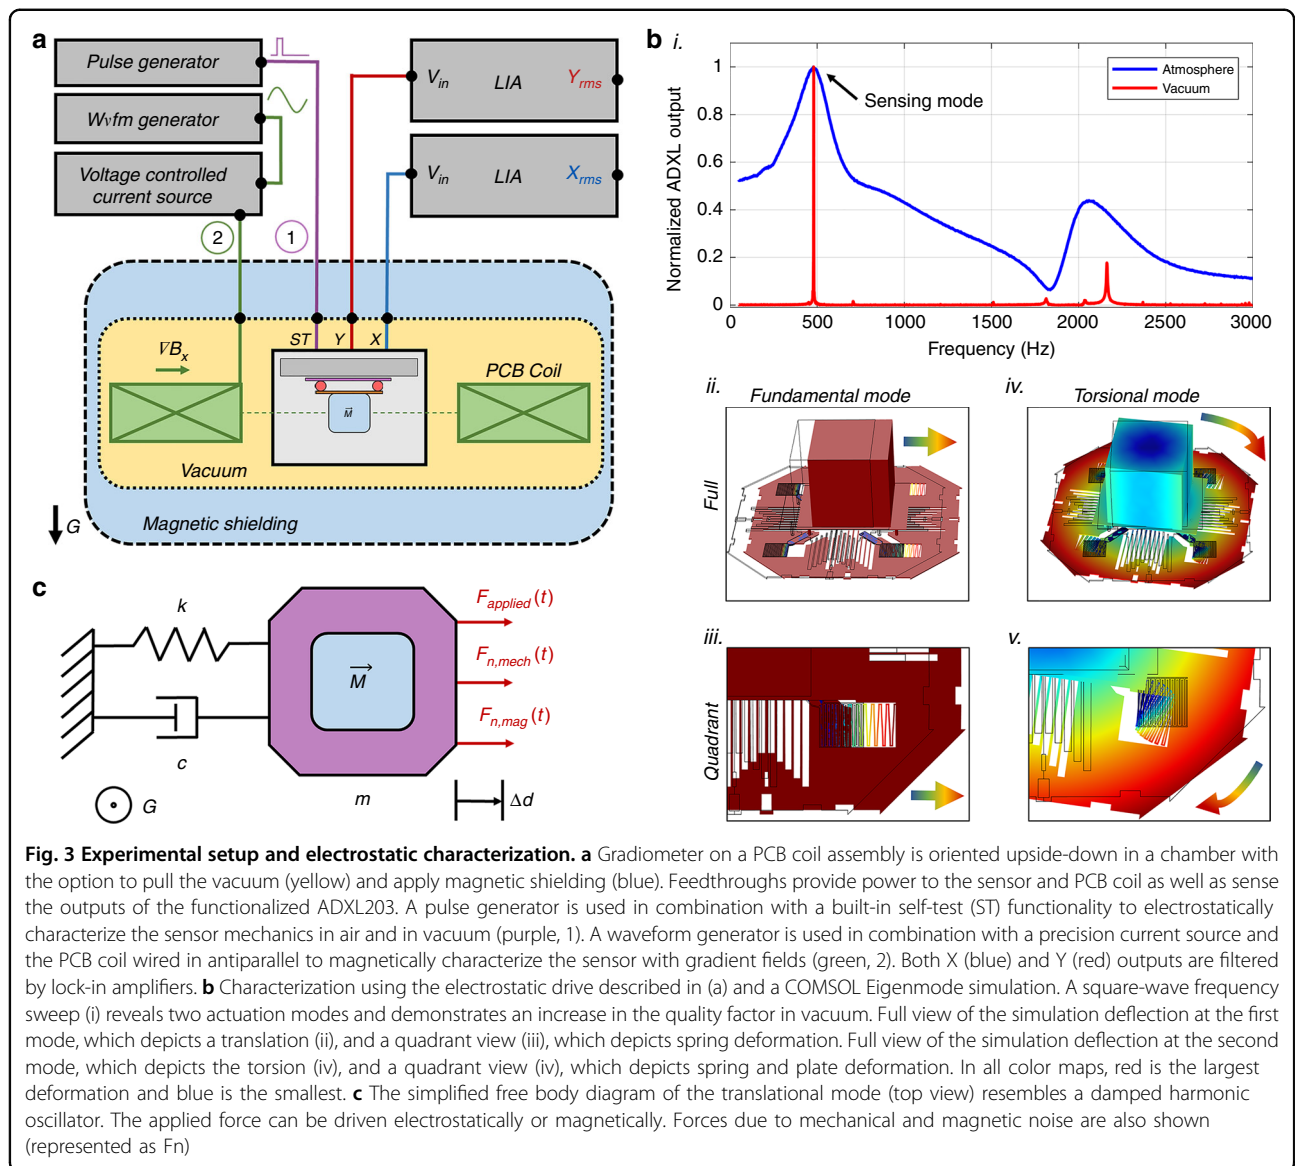 a
Pulse generator
Wvfm generator
Voltage controlled
current source
V_in LIA Y_rms
V_in LIA X_rms
2
1
ST Y X
∇B_x
PCB Coil
M
Vacuum
Magnetic shielding
G
b i.
Normalized ADXL output
1
0.8
0.6
0.4
0.2
0
0 500 1000 1500 2000 2500 3000
Frequency (Hz)
Atmosphere
Vacuum
Sensing mode
ii. Fundamental mode
iv. Torsional mode
Full
iii.
v.
Quadrant
c
k
c
M
m
G
F_applied (t)
F_n,mech (t)
F_n,mag (t)
Δd
Fig. 3 Experimental setup and electrostatic characterization. a Gradiometer on a PCB coil assembly is oriented upside-down in a chamber with
the option to pull the vacuum (yellow) and apply magnetic shielding (blue). Feedthroughs provide power to the sensor and PCB coil as well as sense
the outputs of the functionalized ADXL203. A pulse generator is used in combination with a built-in self-test (ST) functionality to electrostatically
characterize the sensor mechanics in air and in vacuum (purple, 1). A waveform generator is used in combination with a precision current source and
the PCB coil wired in antiparallel to magnetically characterize the sensor with gradient fields (green, 2). Both X (blue) and Y (red) outputs are filtered
by lock-in amplifiers. b Characterization using the electrostatic drive described in (a) and a COMSOL Eigenmode simulation. A square-wave frequency
sweep (i) reveals two actuation modes and demonstrates an increase in the quality factor in vacuum. Full view of the simulation deflection at the first
mode, which depicts a translation (ii), and a quadrant view (iii), which depicts spring deformation. Full view of the simulation deflection at the second
mode, which depicts the torsion (iv), and a quadrant view (iv), which depicts spring and plate deformation. In all color maps, red is the largest
deformation and blue is the smallest. c The simplified free body diagram of the translational mode (top view) resembles a damped harmonic
oscillator. The applied force can be driven electrostatically or magnetically. Forces due to mechanical and magnetic noise are also shown
(represented as Fn)